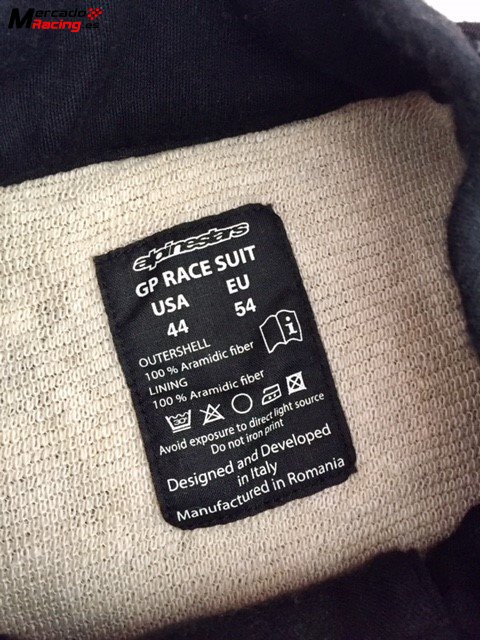 Mercado
Racing.es
alpinestars
GP RACE SUIT
USA EU
44 54
OUTERSHELL
100 % Aramidic fiber
LINING
100 % Aramidic fiber
Avoid exposure to direct light source
Do not iron print
Designed and Developed
in Italy
Manufactured in Romania